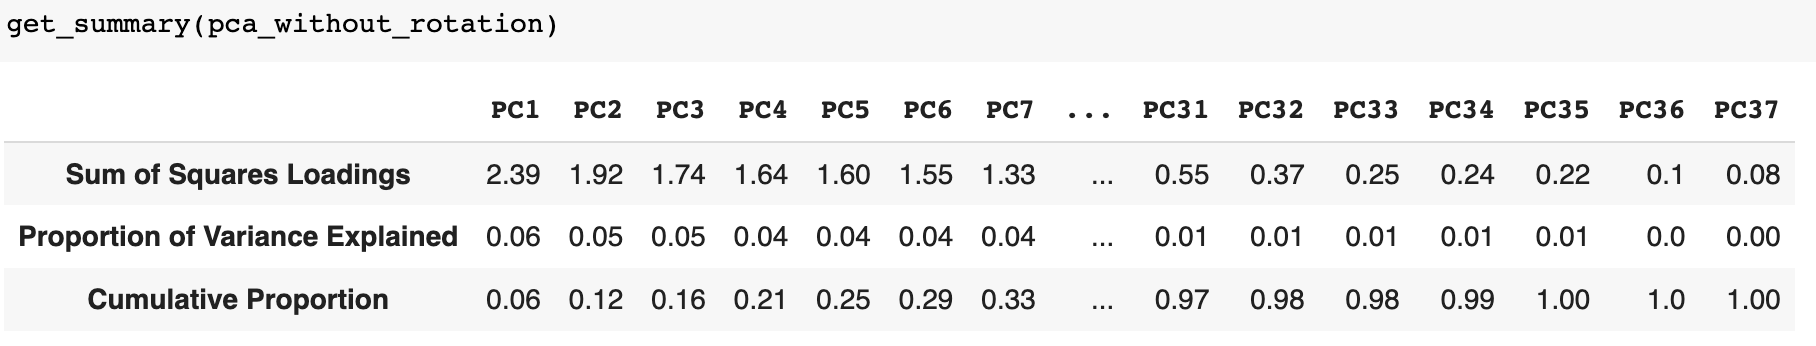 get_summary(pca_without_rotation)
PC1 PC2 PC3 PC4 PC5 PC6 PC7 ... PC31 PC32 PC33 PC34 PC35 PC36 PC37
Sum of Squares Loadings 2.39 1.92 1.74 1.64 1.60 1.55 1.33 ... 0.55 0.37 0.25 0.24 0.22 0.1 0.08
Proportion of Variance Explained 0.06 0.05 0.05 0.04 0.04 0.04 0.04 ... 0.01 0.01 0.01 0.01 0.01 0.0 0.00
Cumulative Proportion 0.06 0.12 0.16 0.21 0.25 0.29 0.33 ... 0.97 0.98 0.98 0.99 1.00 1.0 1.00